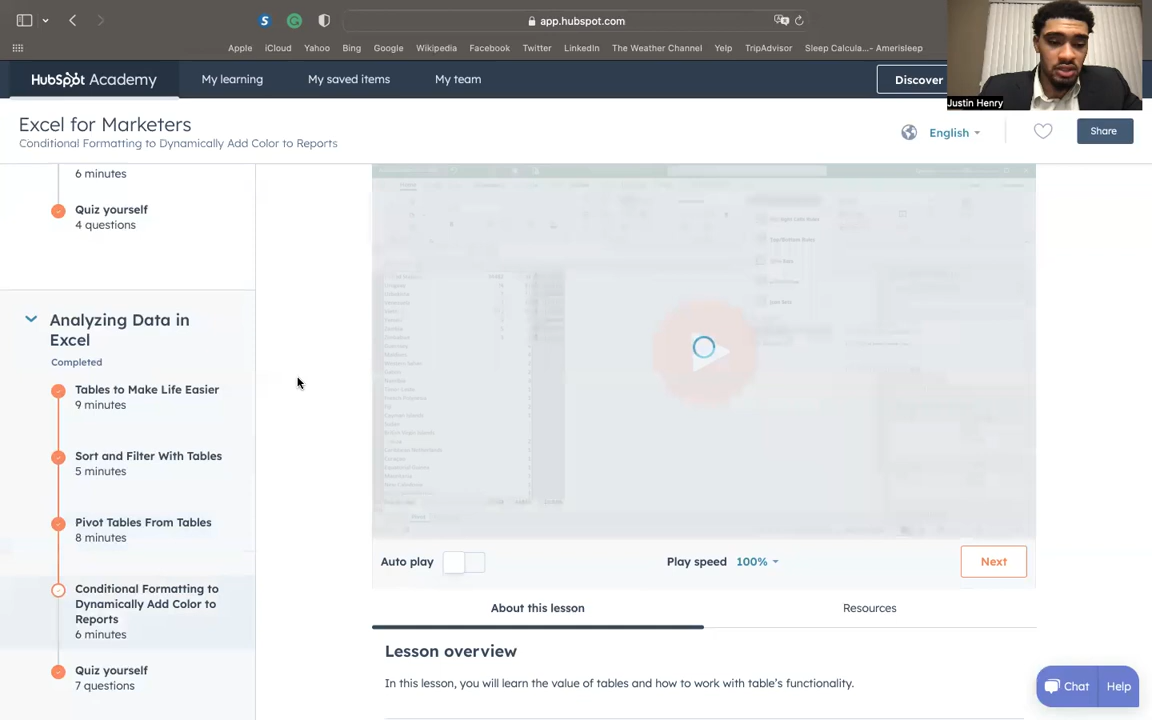 app.hubspot.com
Apple iCloud Yahoo Bing Google Wikipedia Facebook Twitter LinkedIn The Weather Channel Yelp TripAdvisor Sleep Calcula...- Amerisleep
HubSpot Academy My learning My saved items My team Discover
Justin Henry
Excel for Marketers
Conditional Formatting to Dynamically Add Color to Reports
English
Share
6 minutes
Quiz yourself
4 questions
Analyzing Data in
Excel
Completed
Tables to Make Life Easier
9 minutes
Sort and Filter With Tables
5 minutes
Pivot Tables From Tables
8 minutes
Conditional Formatting to
Dynamically Add Color to
Reports
6 minutes
Quiz yourself
7 questions
Auto play
Play speed 100%
Next
About this lesson
Resources
Lesson overview
In this lesson, you will learn the value of tables and how to work with table's functionality.
Chat
Help